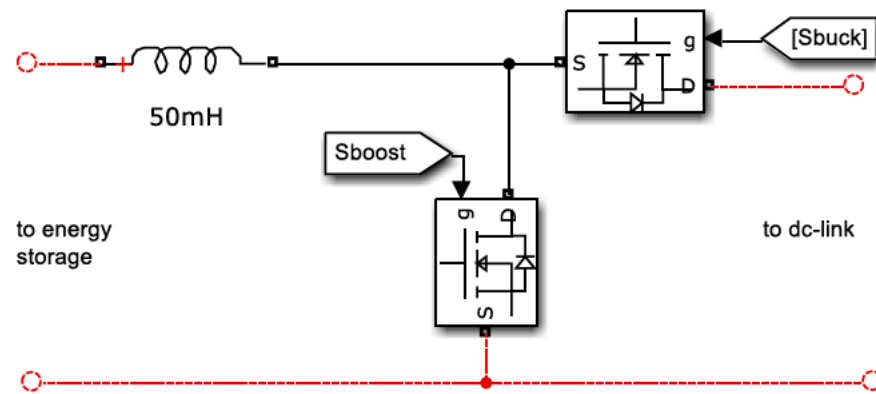 S
g
D
[Sbuck]
50mH
Sboost
g
D
S
to energy
storage
to dc-link